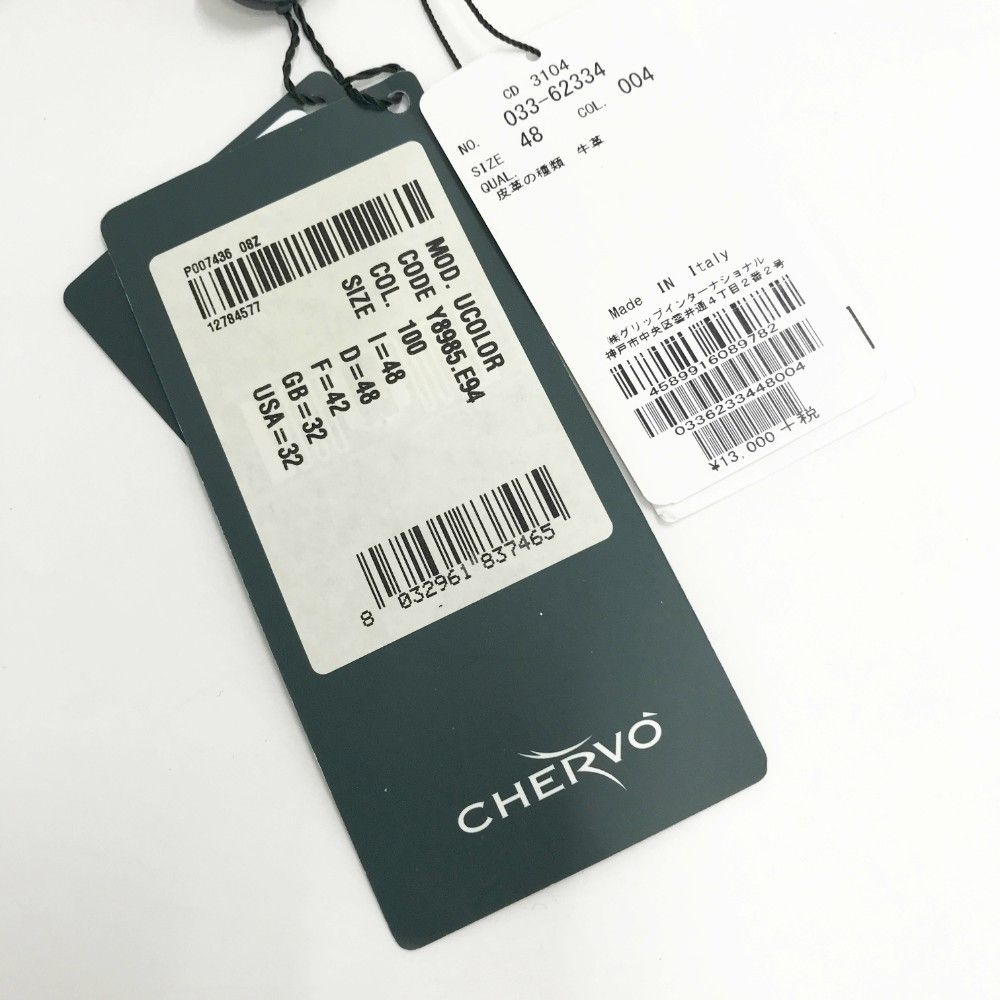 P007436 08Z
12784577
MOD. UCOLOR
CODE Y8985.E94
COL. 100
SIZE I=48
D=48
F=42
GB=32
USA=32
8 032961 837465
CHERVÒ
CD 3104
NO. 033-62334
SIZE 48 COL. 004
QUAL.
皮革の種類 牛革
Made IN Italy
㈱グリップインターナショナル
神戸市中央区雲井通4丁目2番2号
4589916089782
0336233448004
¥13,000+税